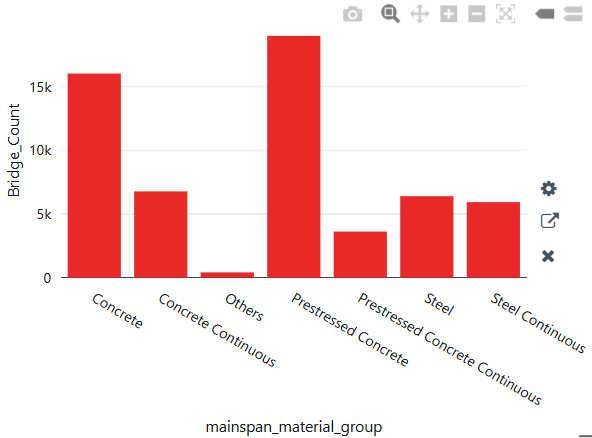 15k
10k
5k
0
Bridge_Count
Concrete
Concrete Continuous
Others
Prestressed Concrete
Prestressed Concrete Continuous
Steel
Steel Continuous
mainspan_material_group